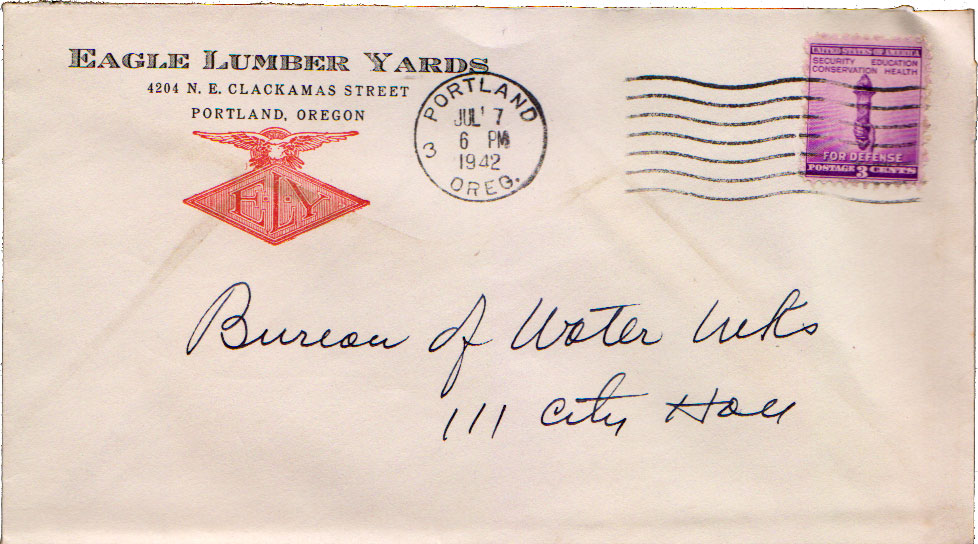 EAGLE LUMBER YARDS
4204 N. E. CLACKAMAS STREET
PORTLAND, OREGON
E·L·Y
PORTLAND
JUL 7
6 PM
1942
3
OREG.
UNITED STATES OF AMERICA
SECURITY EDUCATION
CONSERVATION HEALTH
FOR DEFENSE
POSTAGE 3 CENTS
Bureau of Water Wks
111 City Hall